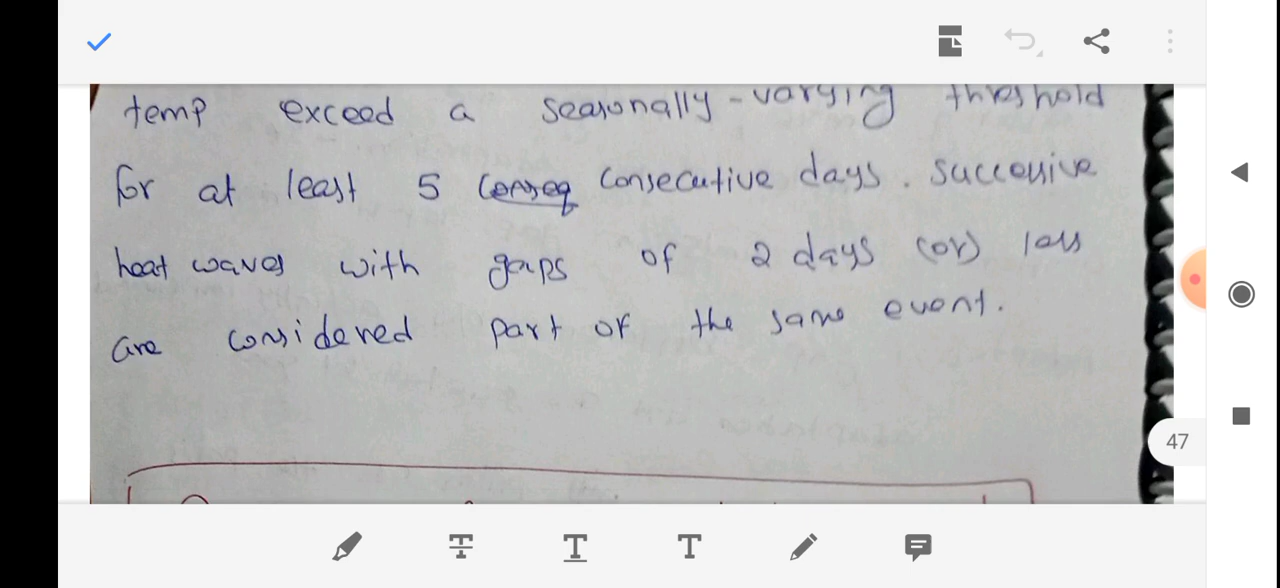 temp exceed a seasonally-varying threshold
for at least 5 conseq consecutive days. Successive
heat waves with gaps of 2 days (or) less
are considered part of the same event.
47